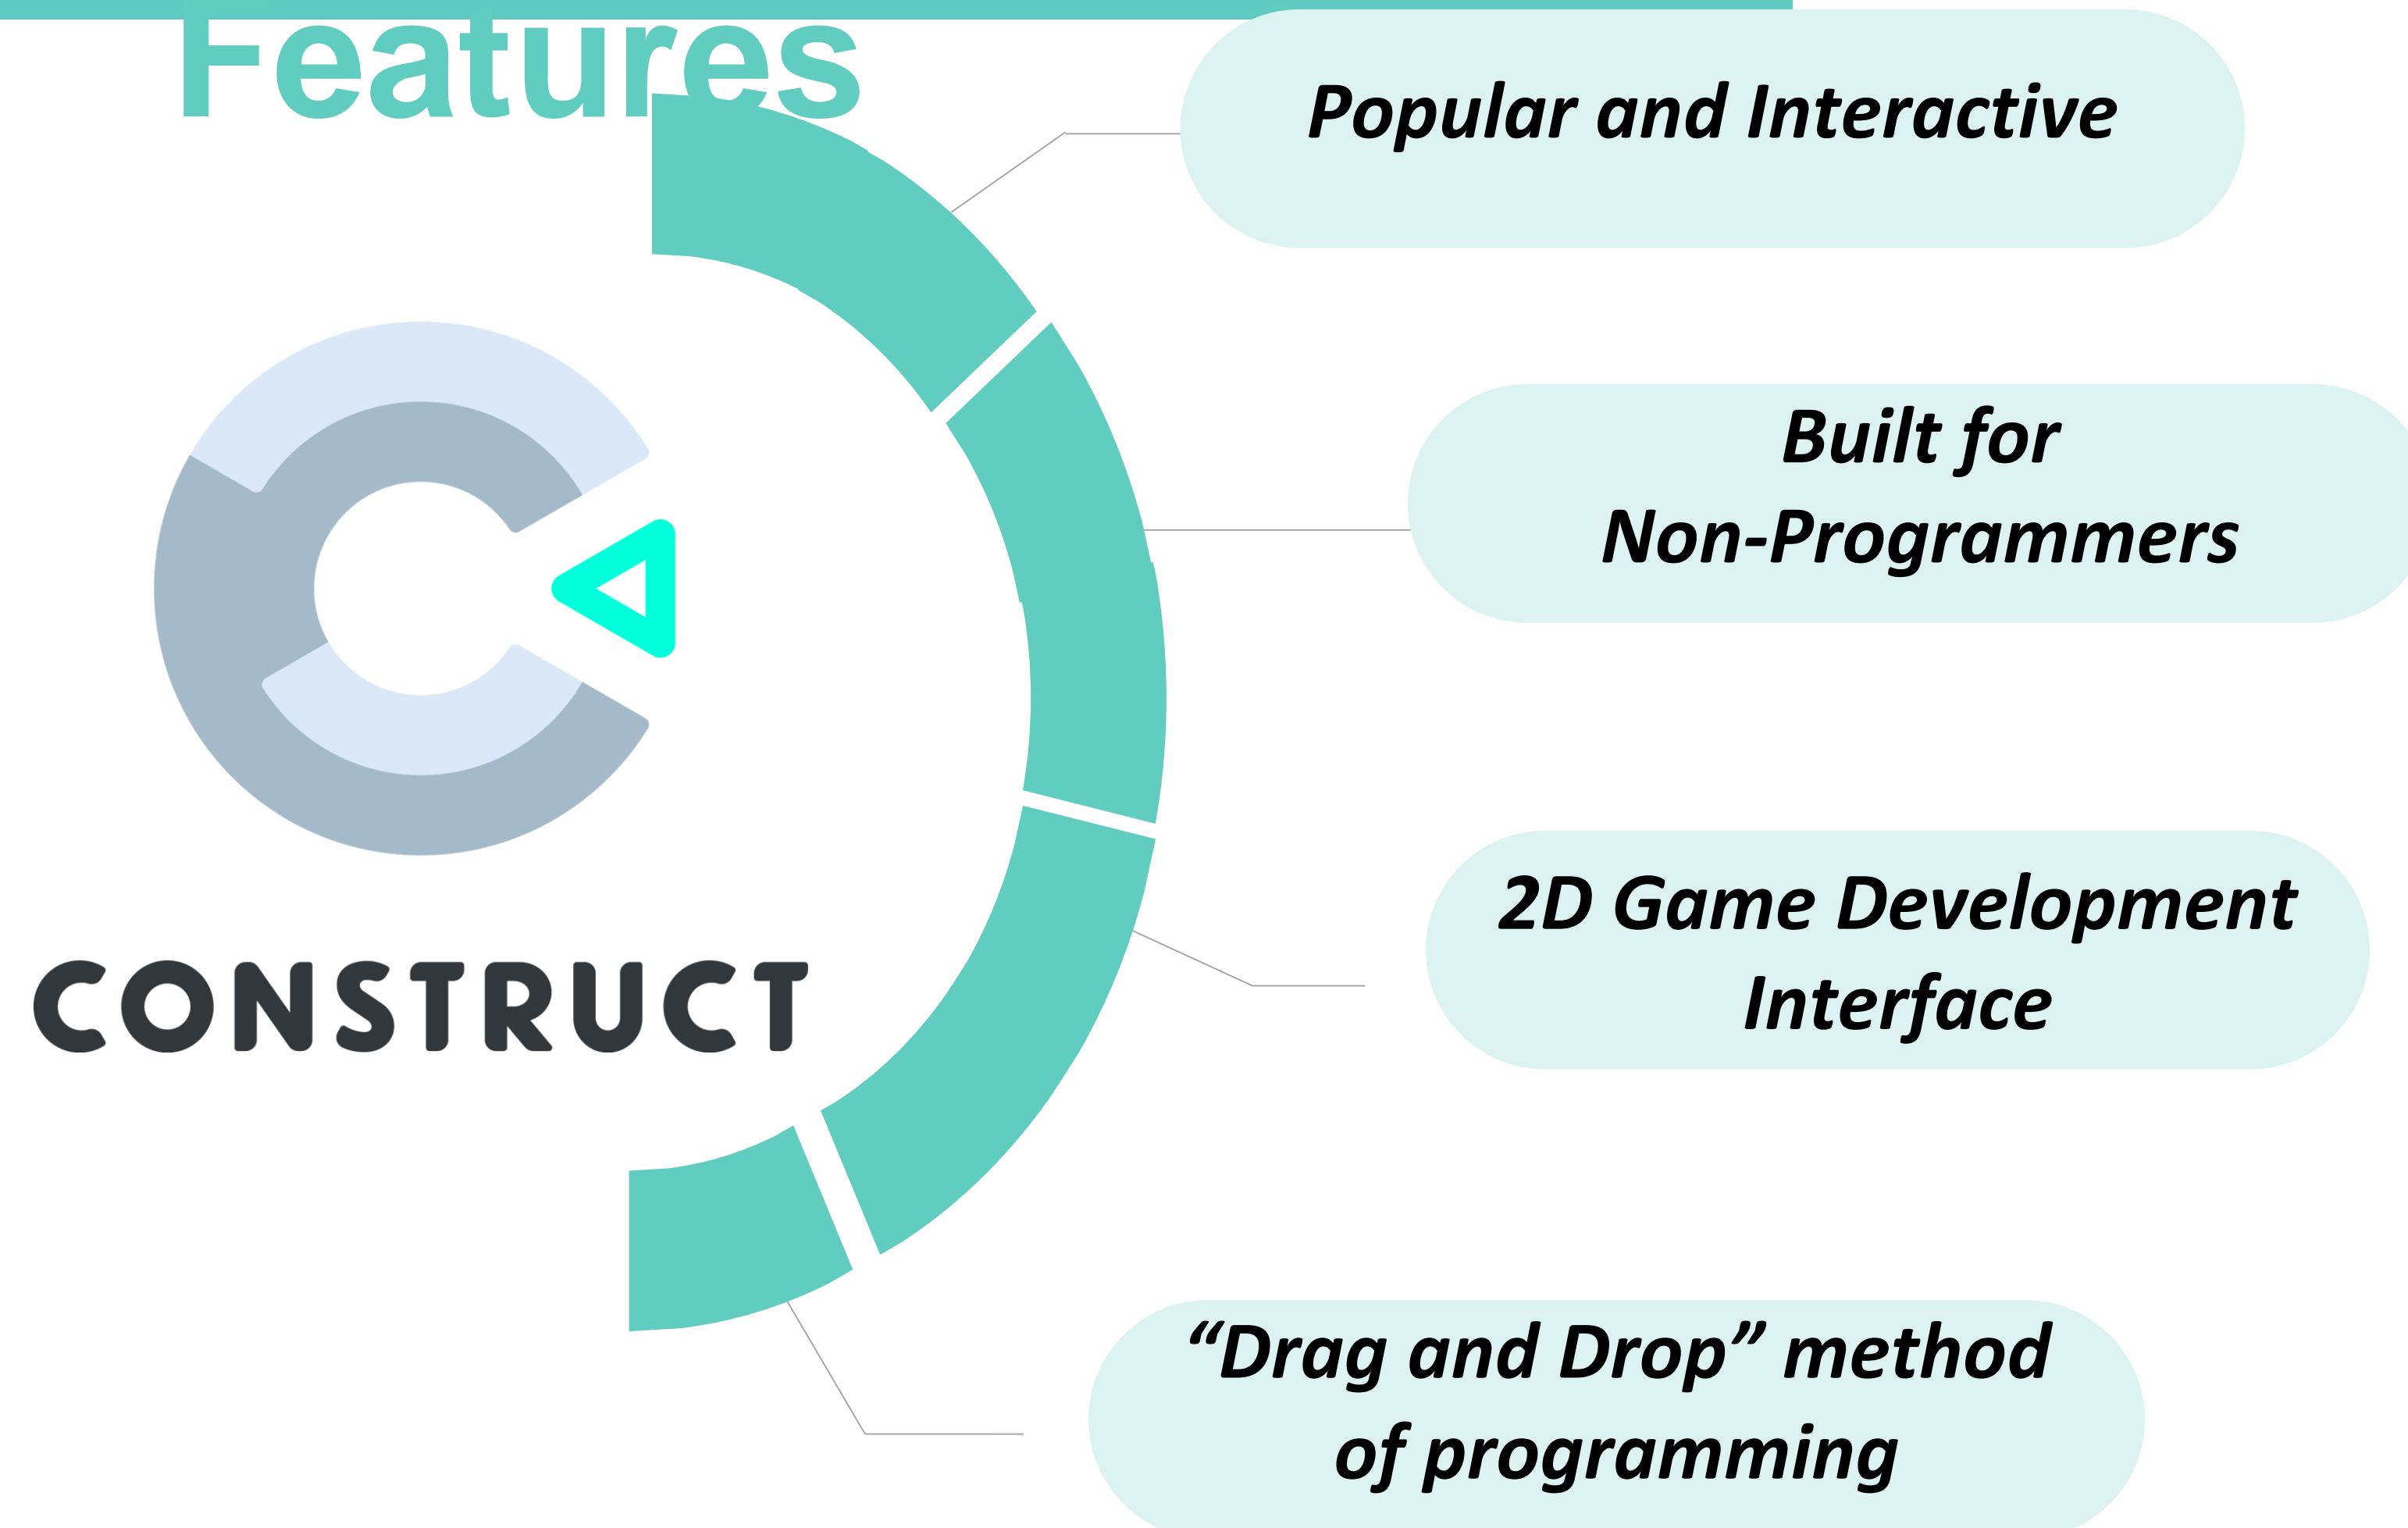 Features
Popular and Interactive
Built for
Non-Programmers
CONSTRUCT
2D Game Development
Interface
“Drag and Drop” method
of programming